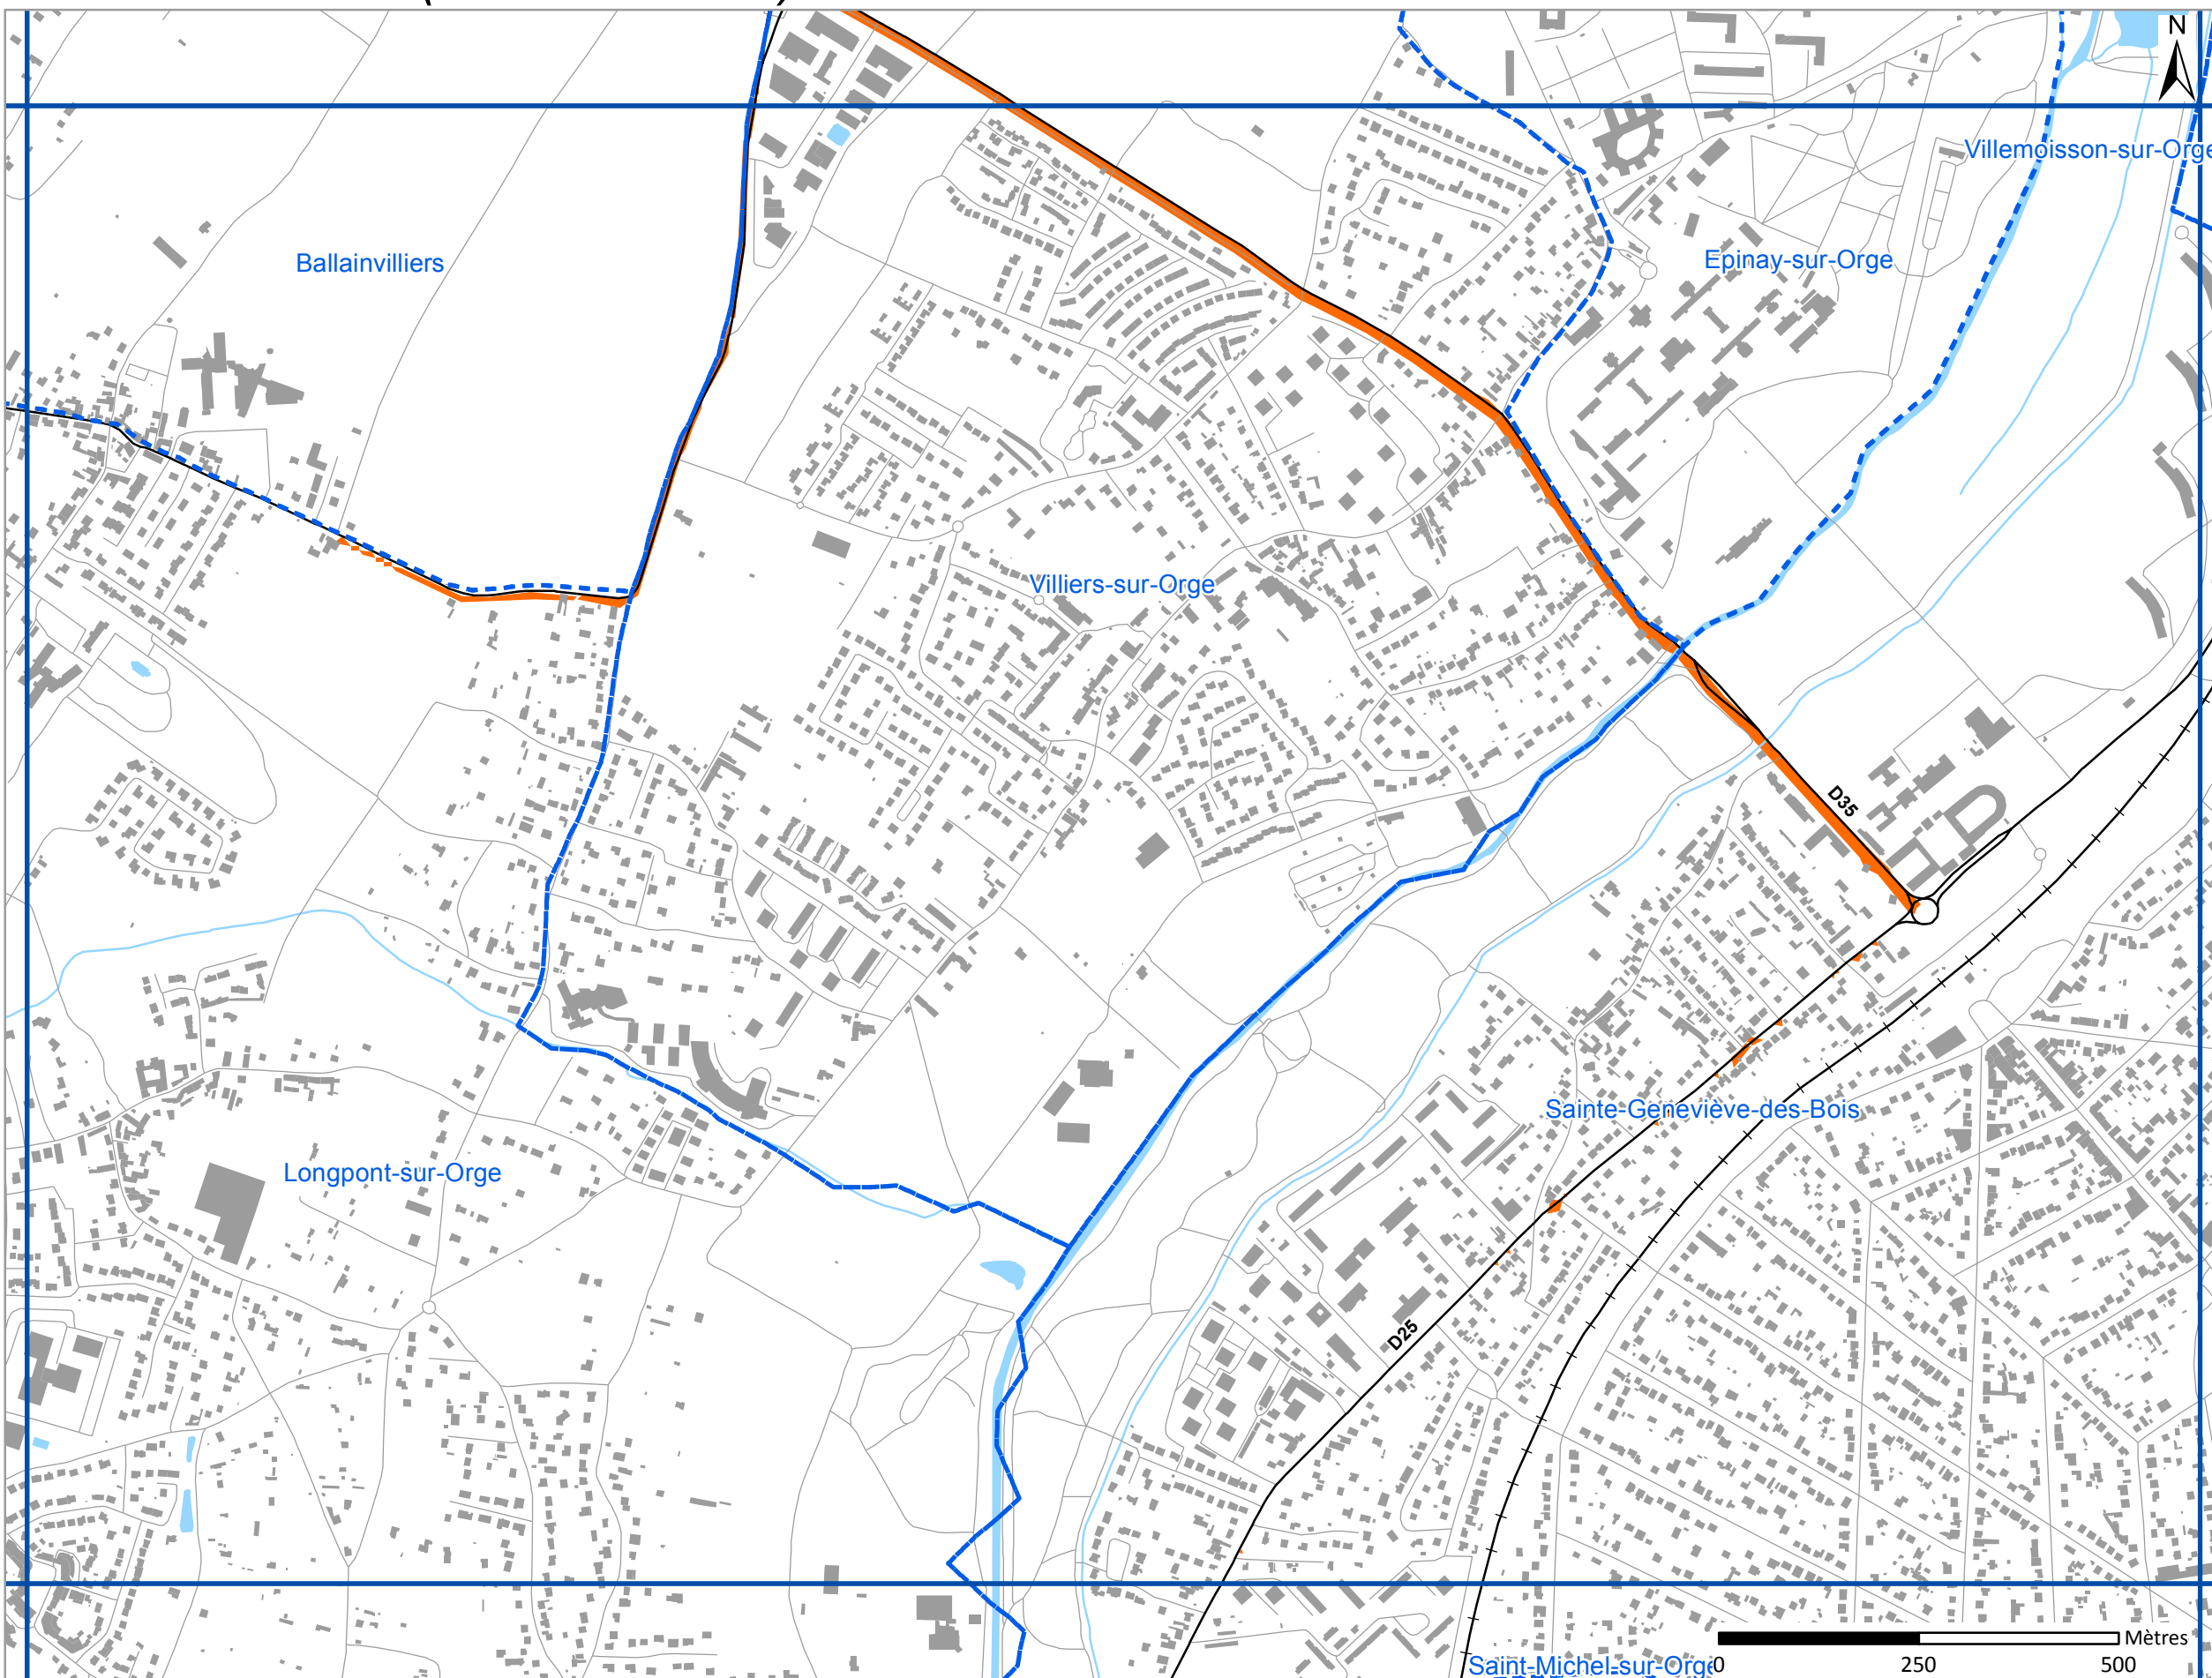 N
Villemoisson-sur-Orge
Epinay-sur-Orge
Ballainvilliers
Villiers-sur-Orge
D35
Sainte-Geneviève-des-Bois
Longpont-sur-Orge
D25
Mètres
Saint-Michel-sur-Orge
0 250 500